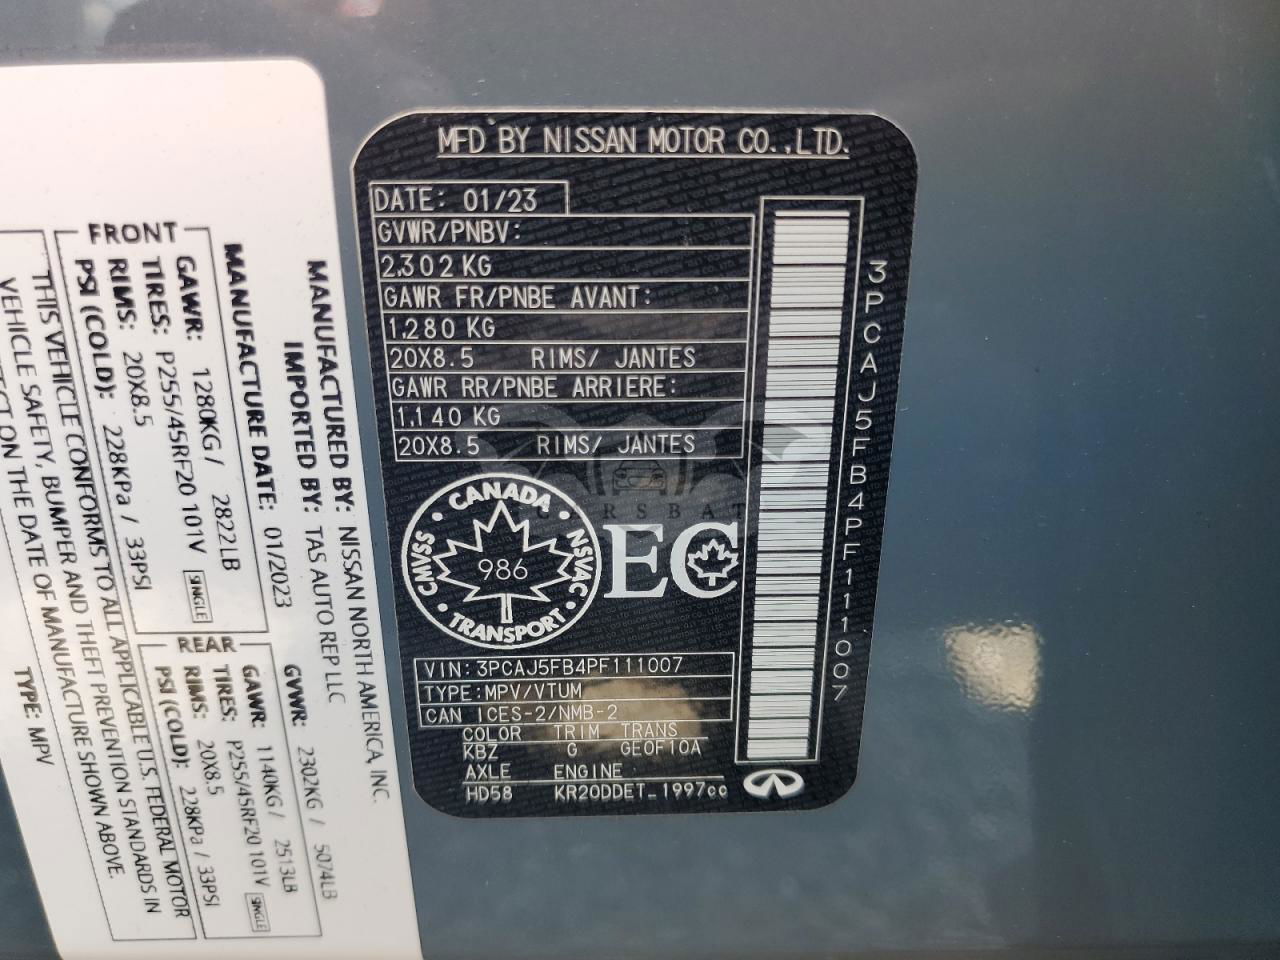 MFD BY NISSAN MOTOR CO.,LTD.
DATE: 01/23
GVWR/PNBV:
2,302 KG
GAWR FR/PNBE AVANT:
1,280 KG
20X8.5 RIMS/ JANTES
GAWR RR/PNBE ARRIERE:
1,140 KG
20X8.5 RIMS/ JANTES
CANADA
CMVSS
NSVAC
986
TRANSPORT
EC
VIN: 3PCAJ5FB4PF111007
TYPE: MPV/VTUM
CAN ICES-2/NMB-2
COLOR TRIM TRANS
KBZ G GE0F10A
AXLE ENGINE
HD58 KR20DDET_1997cc
3PCAJ5FB4PF111007
MANUFACTURED BY: NISSAN NORTH AMERICA, INC.
IMPORTED BY: TAS AUTO REP LLC
MANUFACTURE DATE: 01/2023
GVWR: 2302KG / 5074LB
FRONT
GAWR: 1280KG / 2822LB
TIRES: P255/45RF20 101V SINGLE
RIMS: 20X8.5
PSI (COLD): 228KPa / 33PSI
REAR
GAWR: 1140KG / 2513LB
TIRES: P255/45RF20 101V SINGLE
RIMS: 20X8.5
PSI (COLD): 228KPa / 33PSI
THIS VEHICLE CONFORMS TO ALL APPLICABLE U.S. FEDERAL MOTOR
VEHICLE SAFETY, BUMPER AND THEFT PREVENTION STANDARDS IN
ON THE DATE OF MANUFACTURE SHOWN ABOVE.
TYPE: MPV